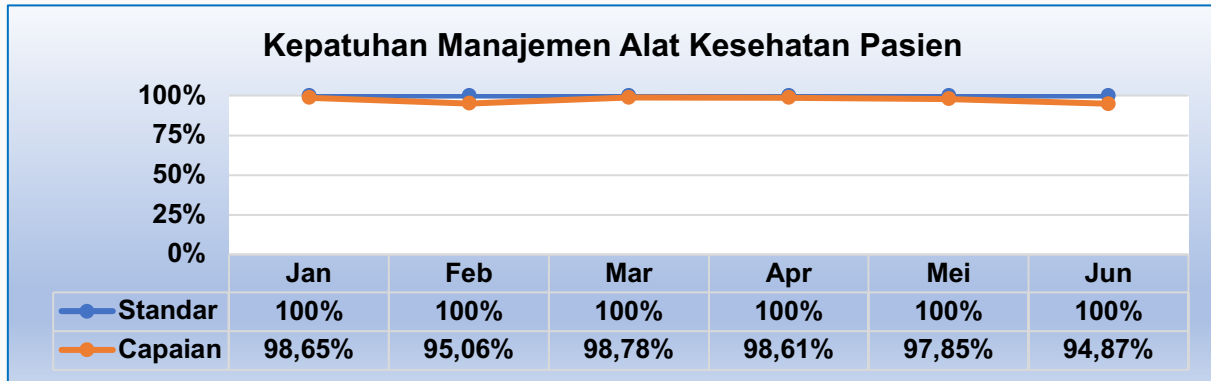 Kepatuhan Manajemen Alat Kesehatan Pasien
100%
75%
50%
25%
0%
Jan Feb Mar Apr Mei Jun
Standar 100% 100% 100% 100% 100% 100%
Capaian 98,65% 95,06% 98,78% 98,61% 97,85% 94,87%